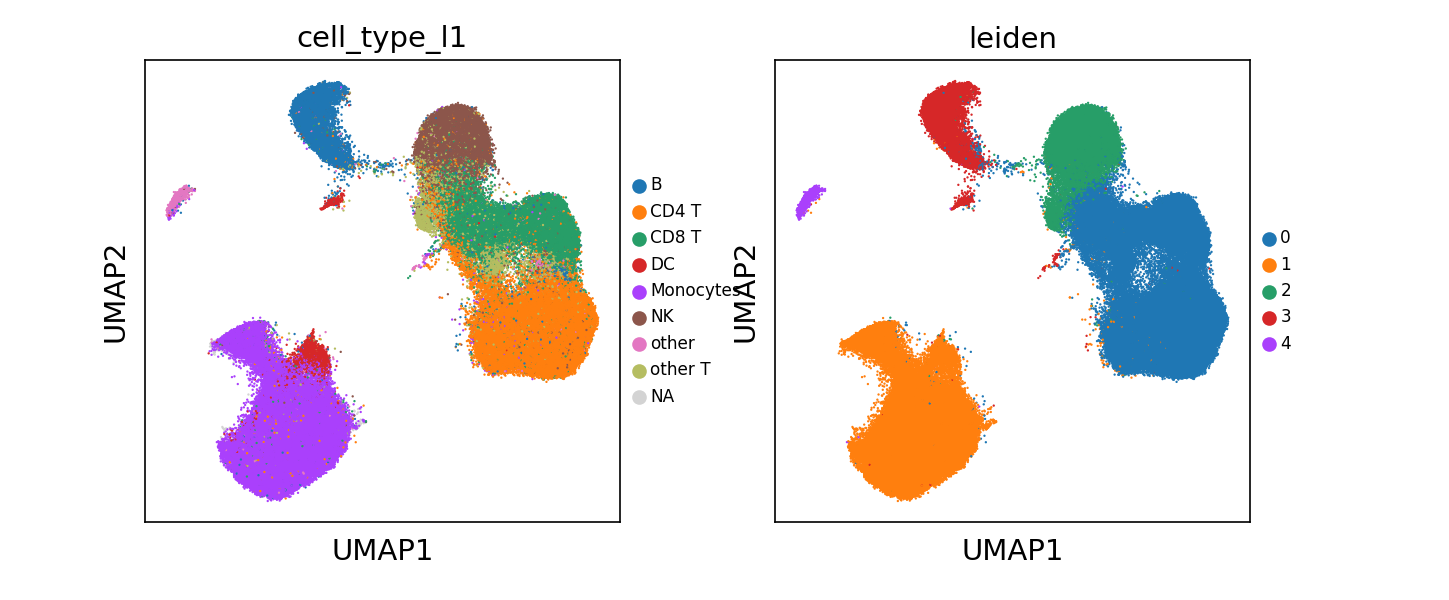 cell_type_l1
UMAP2
UMAP1
B
CD4 T
CD8 T
DC
Monocytes
NK
other
other T
NA
leiden
UMAP2
UMAP1
0
1
2
3
4